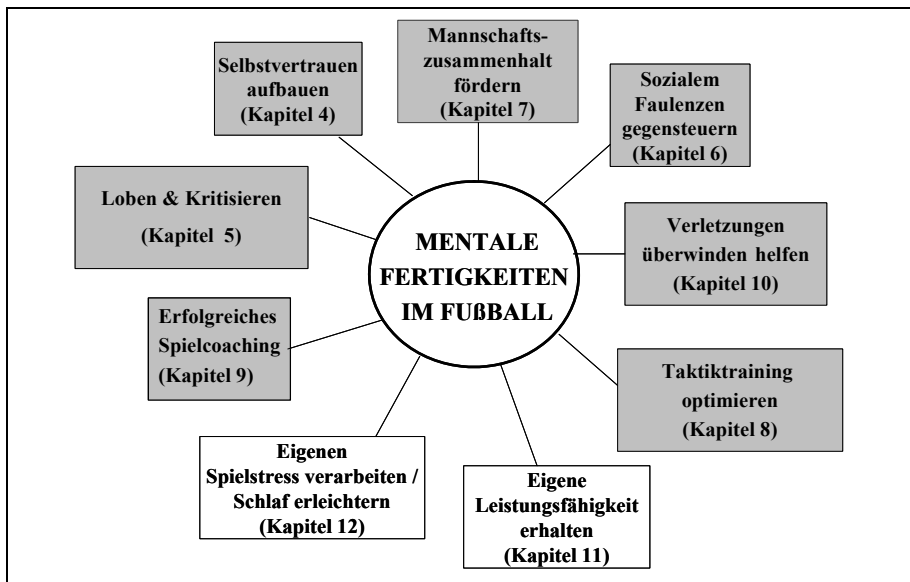 Mannschafts-
zusammenhalt
fördern
(Kapitel 7)
Selbstvertrauen
aufbauen
(Kapitel 4)
Sozialem
Faulenzen
gegensteuern
(Kapitel 6)
Loben & Kritisieren
(Kapitel 5)
MENTALE
FERTIGKEITEN
IM FUßBALL
Verletzungen
überwinden helfen
(Kapitel 10)
Erfolgreiches
Spielcoaching
(Kapitel 9)
Taktiktraining
optimieren
(Kapitel 8)
Eigenen
Spielstress verarbeiten /
Schlaf erleichtern
(Kapitel 12)
Eigene
Leistungsfähigkeit
erhalten
(Kapitel 11)